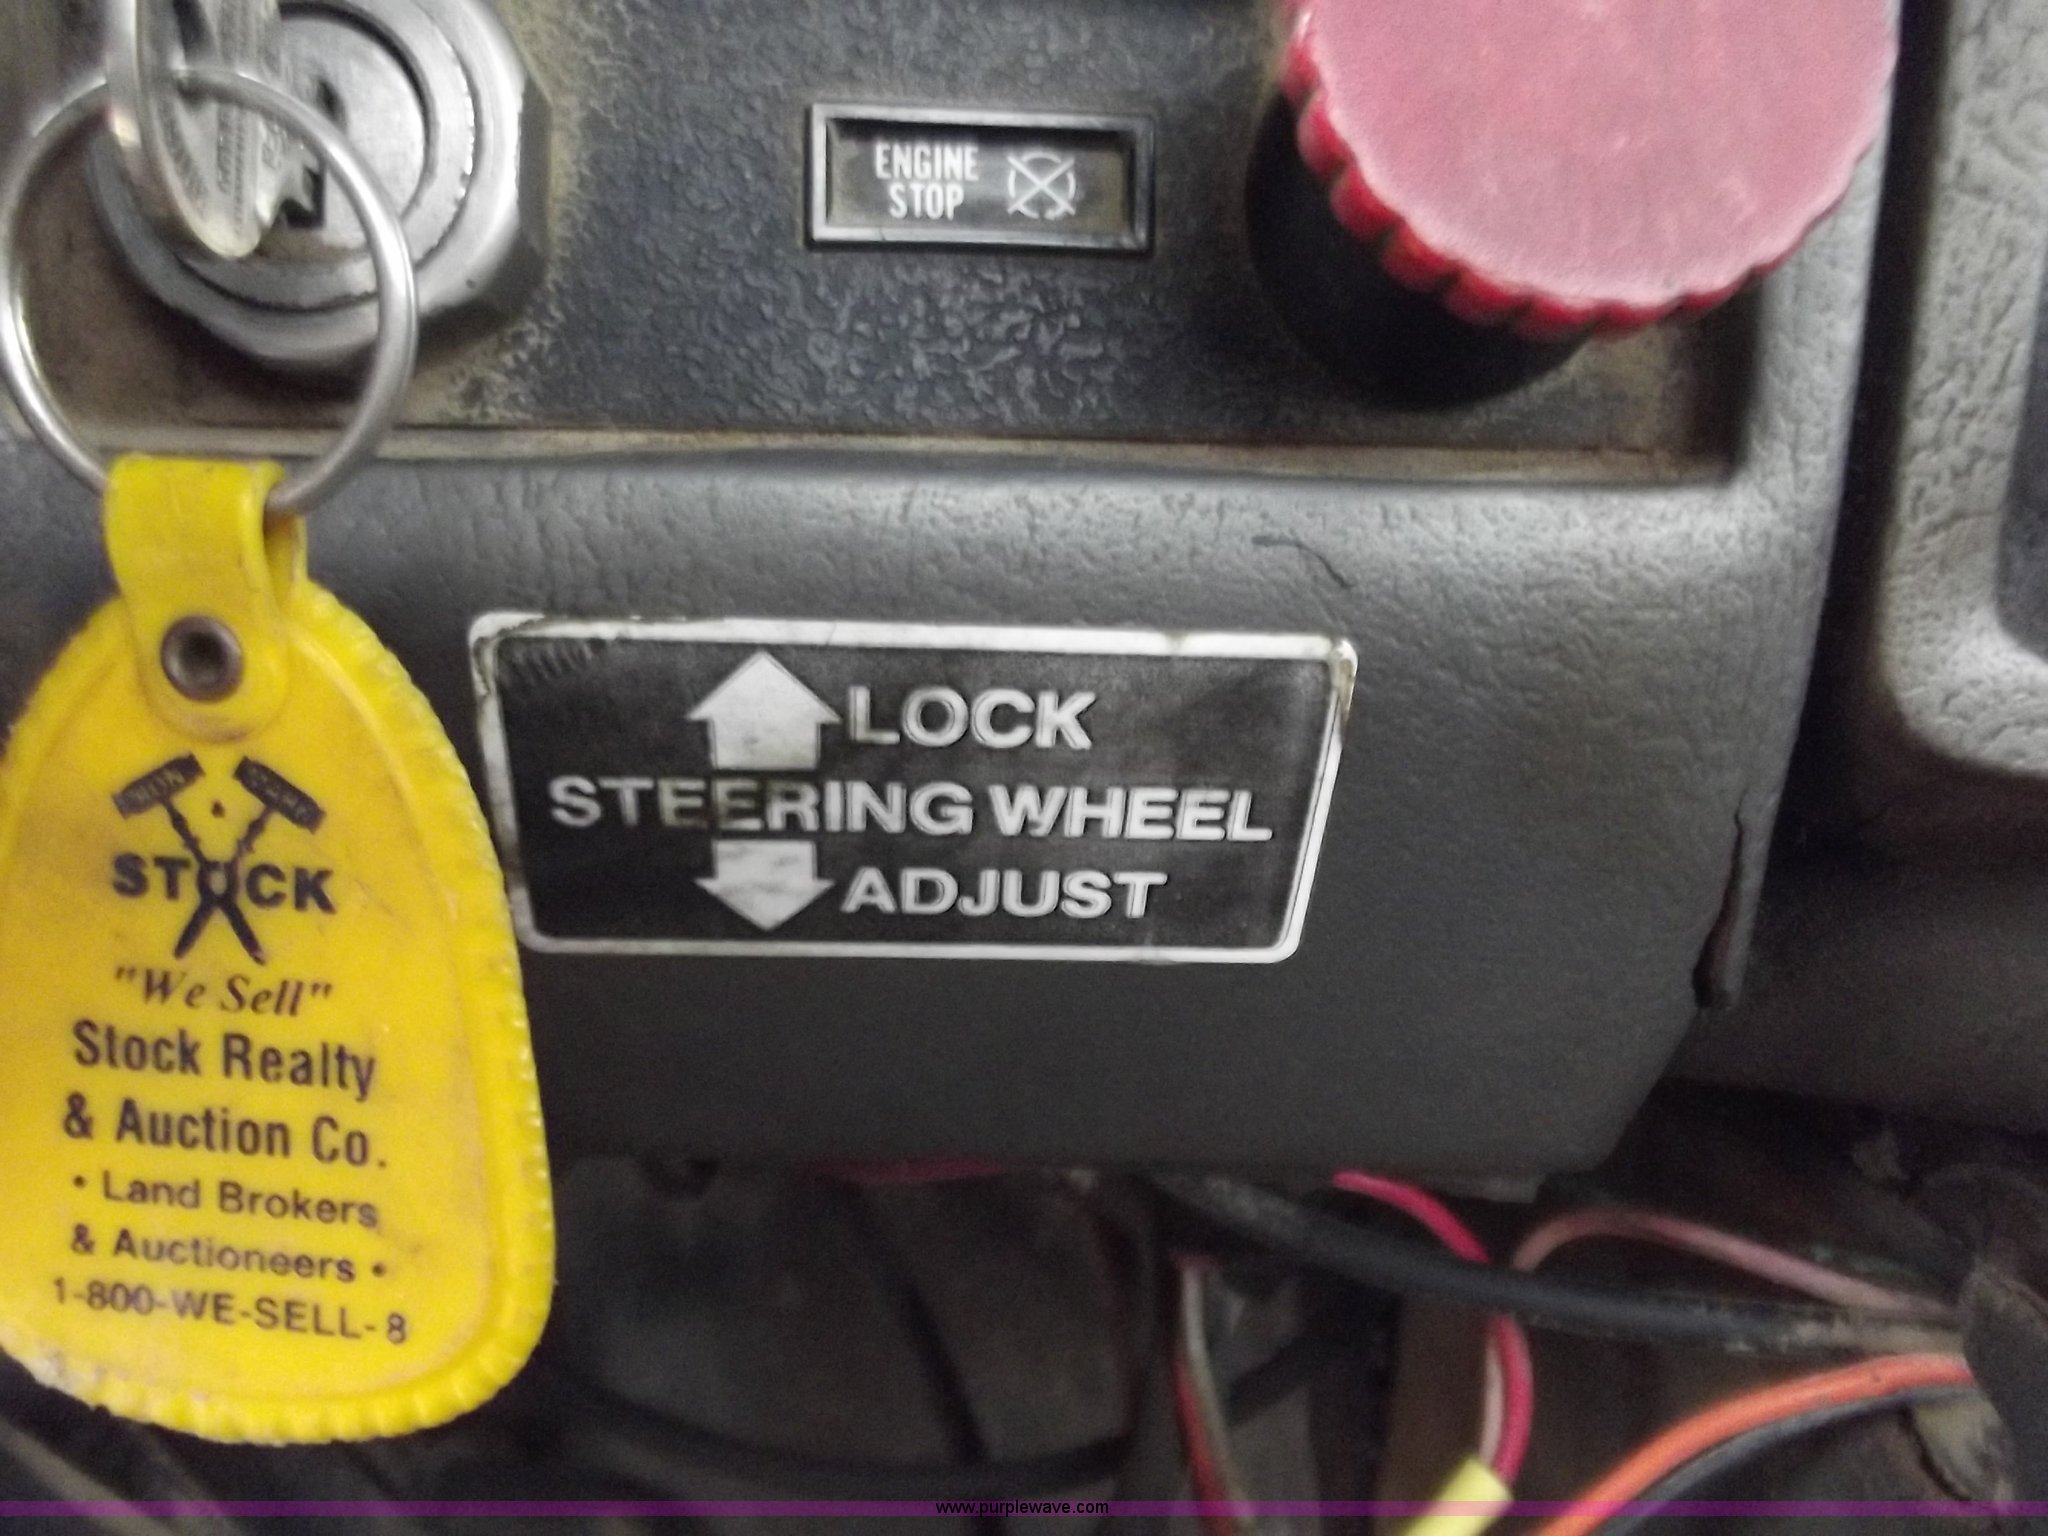 ENGINE
STOP
LOCK
STEERING WHEEL
ADJUST
STOCK
"We Sell"
Stock Realty
& Auction Co.
• Land Brokers
& Auctioneers •
1-800-WE-SELL-8
www.purplewave.com